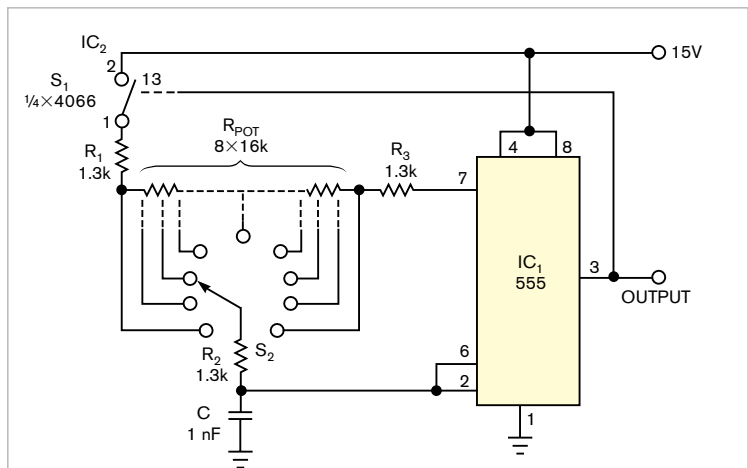 IC2
2
15V
S1
13
¼×4066
1
RPOT
8×16k
R1
1.3k
R3
1.3k
4
8
7
IC1
555
3
OUTPUT
R2
1.3k
S2
6
2
C
1 nF
1